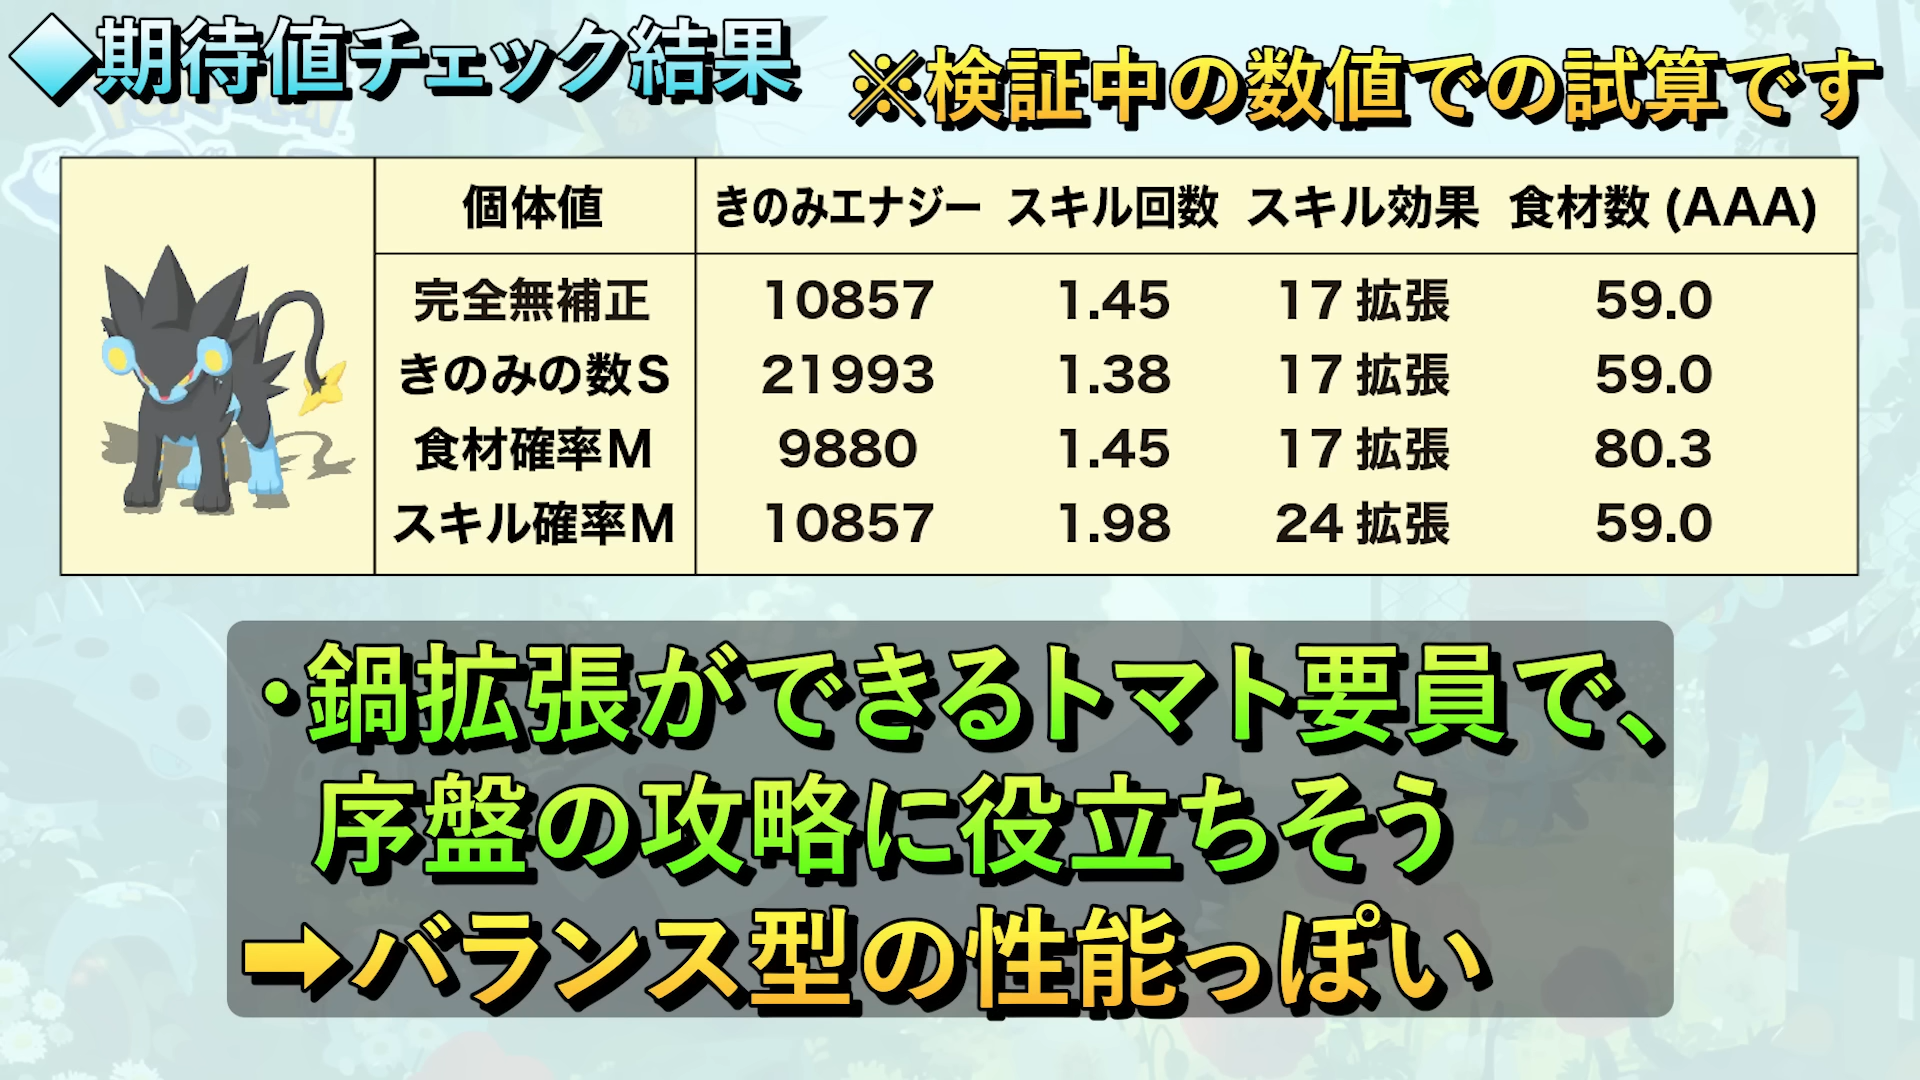 ◆期待値チェック結果
※検証中の数値での試算です
個体値 きのみエナジー スキル回数 スキル効果 食材数 (AAA)
完全無補正 10857 1.45 17 拡張 59.0
きのみの数S 21993 1.38 17 拡張 59.0
食材確率M 9880 1.45 17 拡張 80.3
スキル確率M 10857 1.98 24 拡張 59.0
・鍋拡張ができるトマト要員で、
序盤の攻略に役立ちそう
➡バランス型の性能っぽい